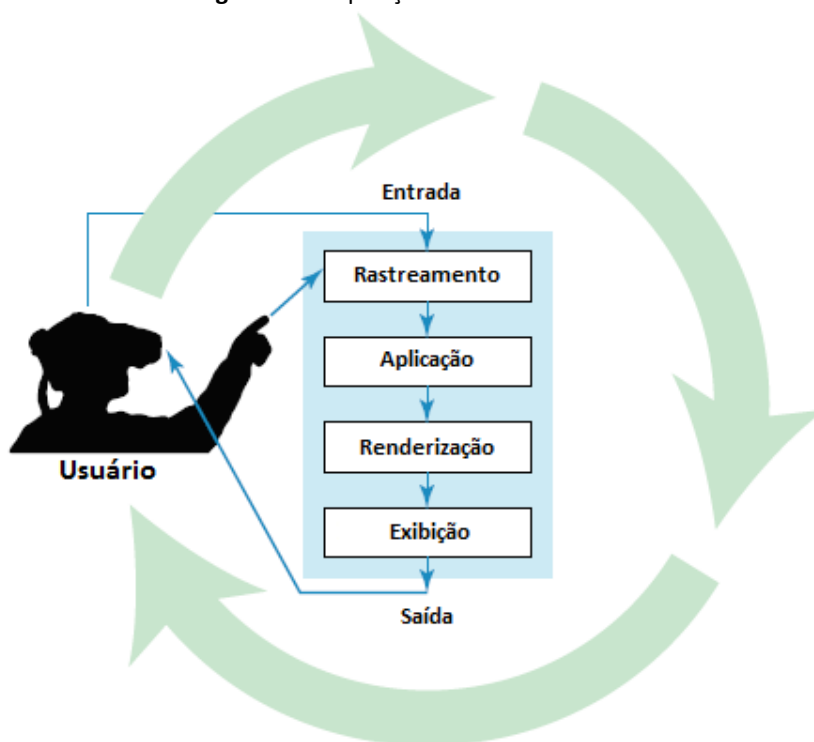 Entrada
Rastreamento
Aplicação
Renderização
Exibição
Usuário
Saída